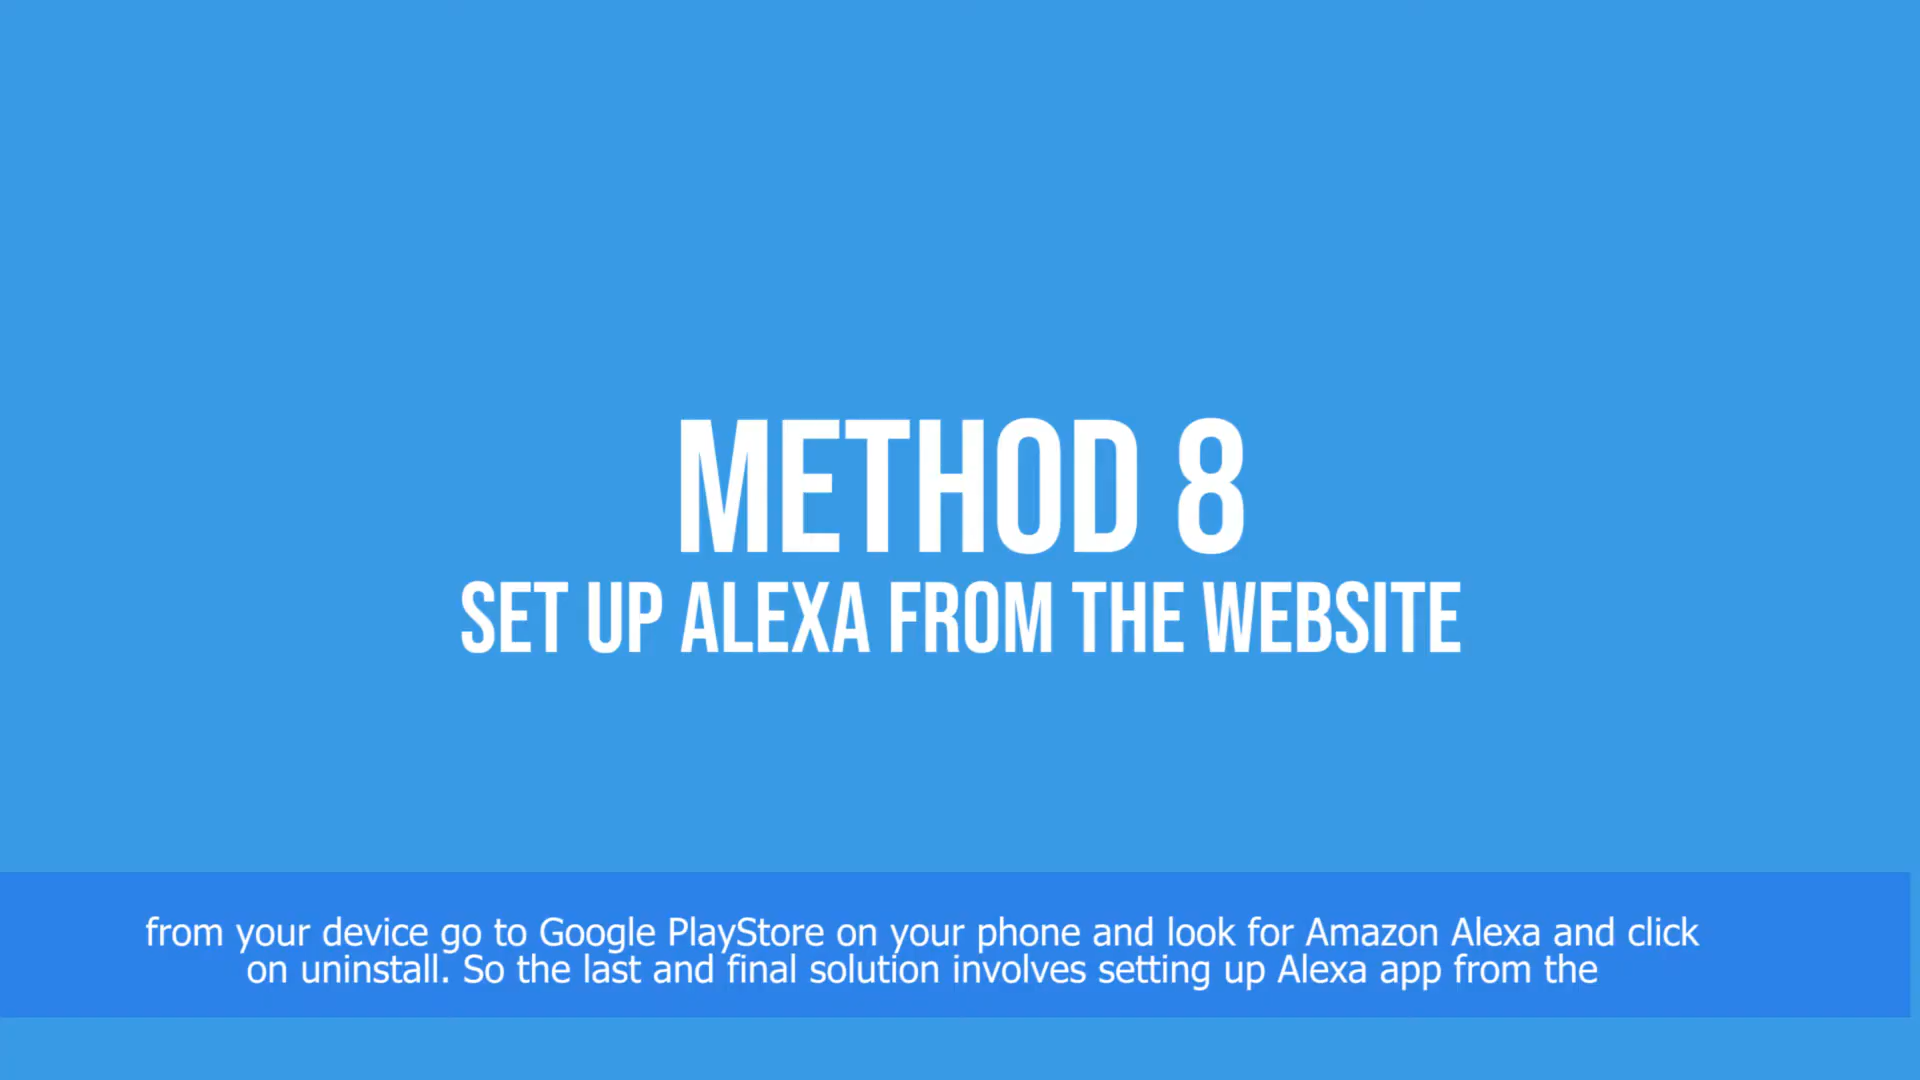 METHOD 8
SET UP ALEXA FROM THE WEBSITE
from your device go to Google PlayStore on your phone and look for Amazon Alexa and click
on uninstall. So the last and final solution involves setting up Alexa app from the